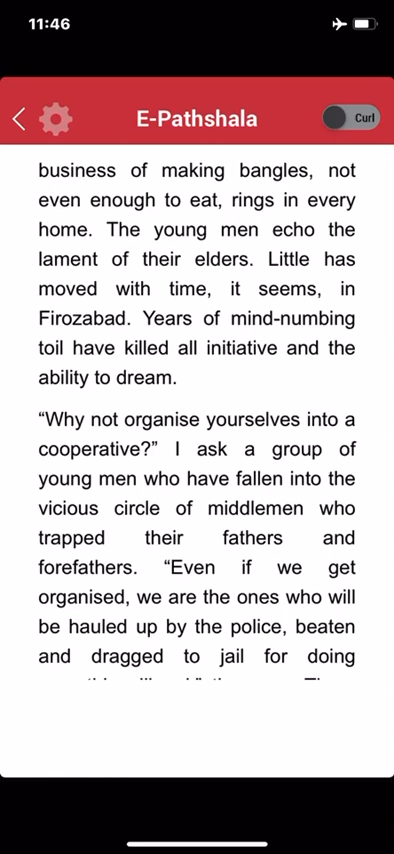 11:46
E-Pathshala
Curl
business of making bangles, not
even enough to eat, rings in every
home. The young men echo the
lament of their elders. Little has
moved with time, it seems, in
Firozabad. Years of mind-numbing
toil have killed all initiative and the
ability to dream.
“Why not organise yourselves into a
cooperative?” I ask a group of
young men who have fallen into the
vicious circle of middlemen who
trapped their fathers and
forefathers. “Even if we get
organised, we are the ones who will
be hauled up by the police, beaten
and dragged to jail for doing